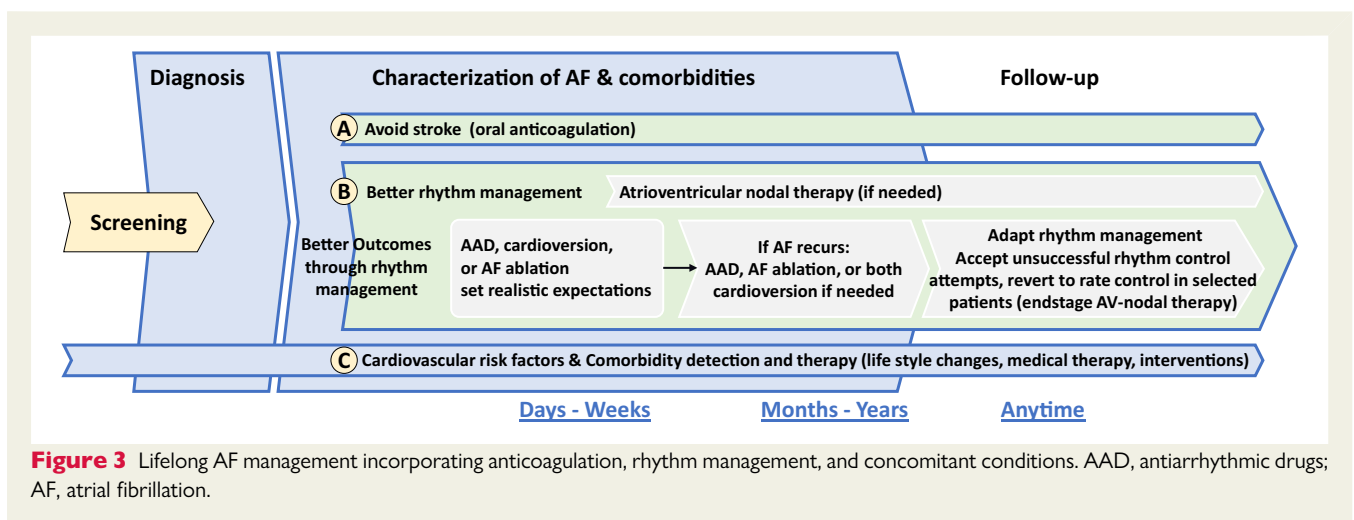 Diagnosis
Characterization of AF & comorbidities
Follow-up
A Avoid stroke (oral anticoagulation)
B Better rhythm management
Atrioventricular nodal therapy (if needed)
Screening
Better Outcomes
through rhythm
management
AAD, cardioversion,
or AF ablation
set realistic expectations
If AF recurs:
AAD, AF ablation, or both
cardioversion if needed
Adapt rhythm management
Accept unsuccessful rhythm control
attempts, revert to rate control in selected
patients (endstage AV-nodal therapy)
C Cardiovascular risk factors & Comorbidity detection and therapy (life style changes, medical therapy, interventions)
Days - Weeks
Months - Years
Anytime
Figure 3 Lifelong AF management incorporating anticoagulation, rhythm management, and concomitant conditions. AAD, antiarrhythmic drugs;
AF, atrial fibrillation.